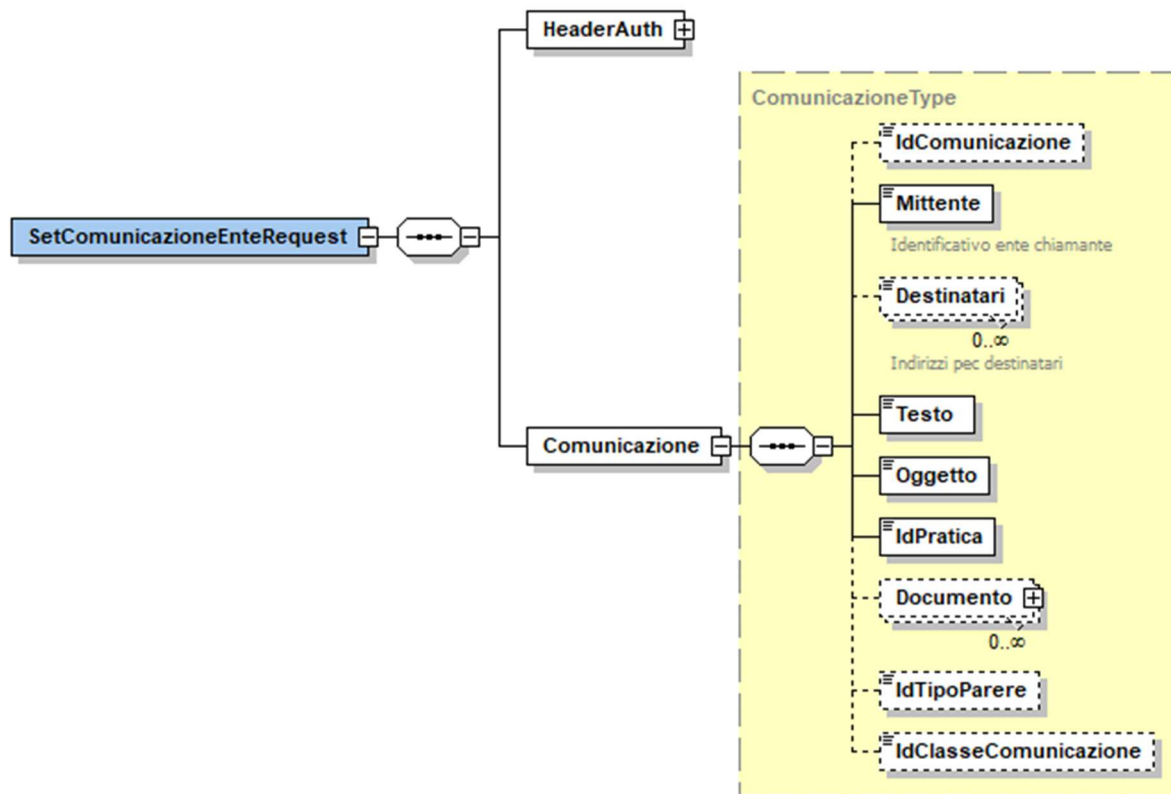 HeaderAuth
ComunicazioneType
IdComunicazione
Mittente
SetComunicazioneEnteRequest
Identificativo ente chiamante
Destinatari
0..∞
Indirizzi pec destinatari
Testo
Comunicazione
Oggetto
IdPratica
Documento
0..∞
IdTipoParere
IdClasseComunicazione